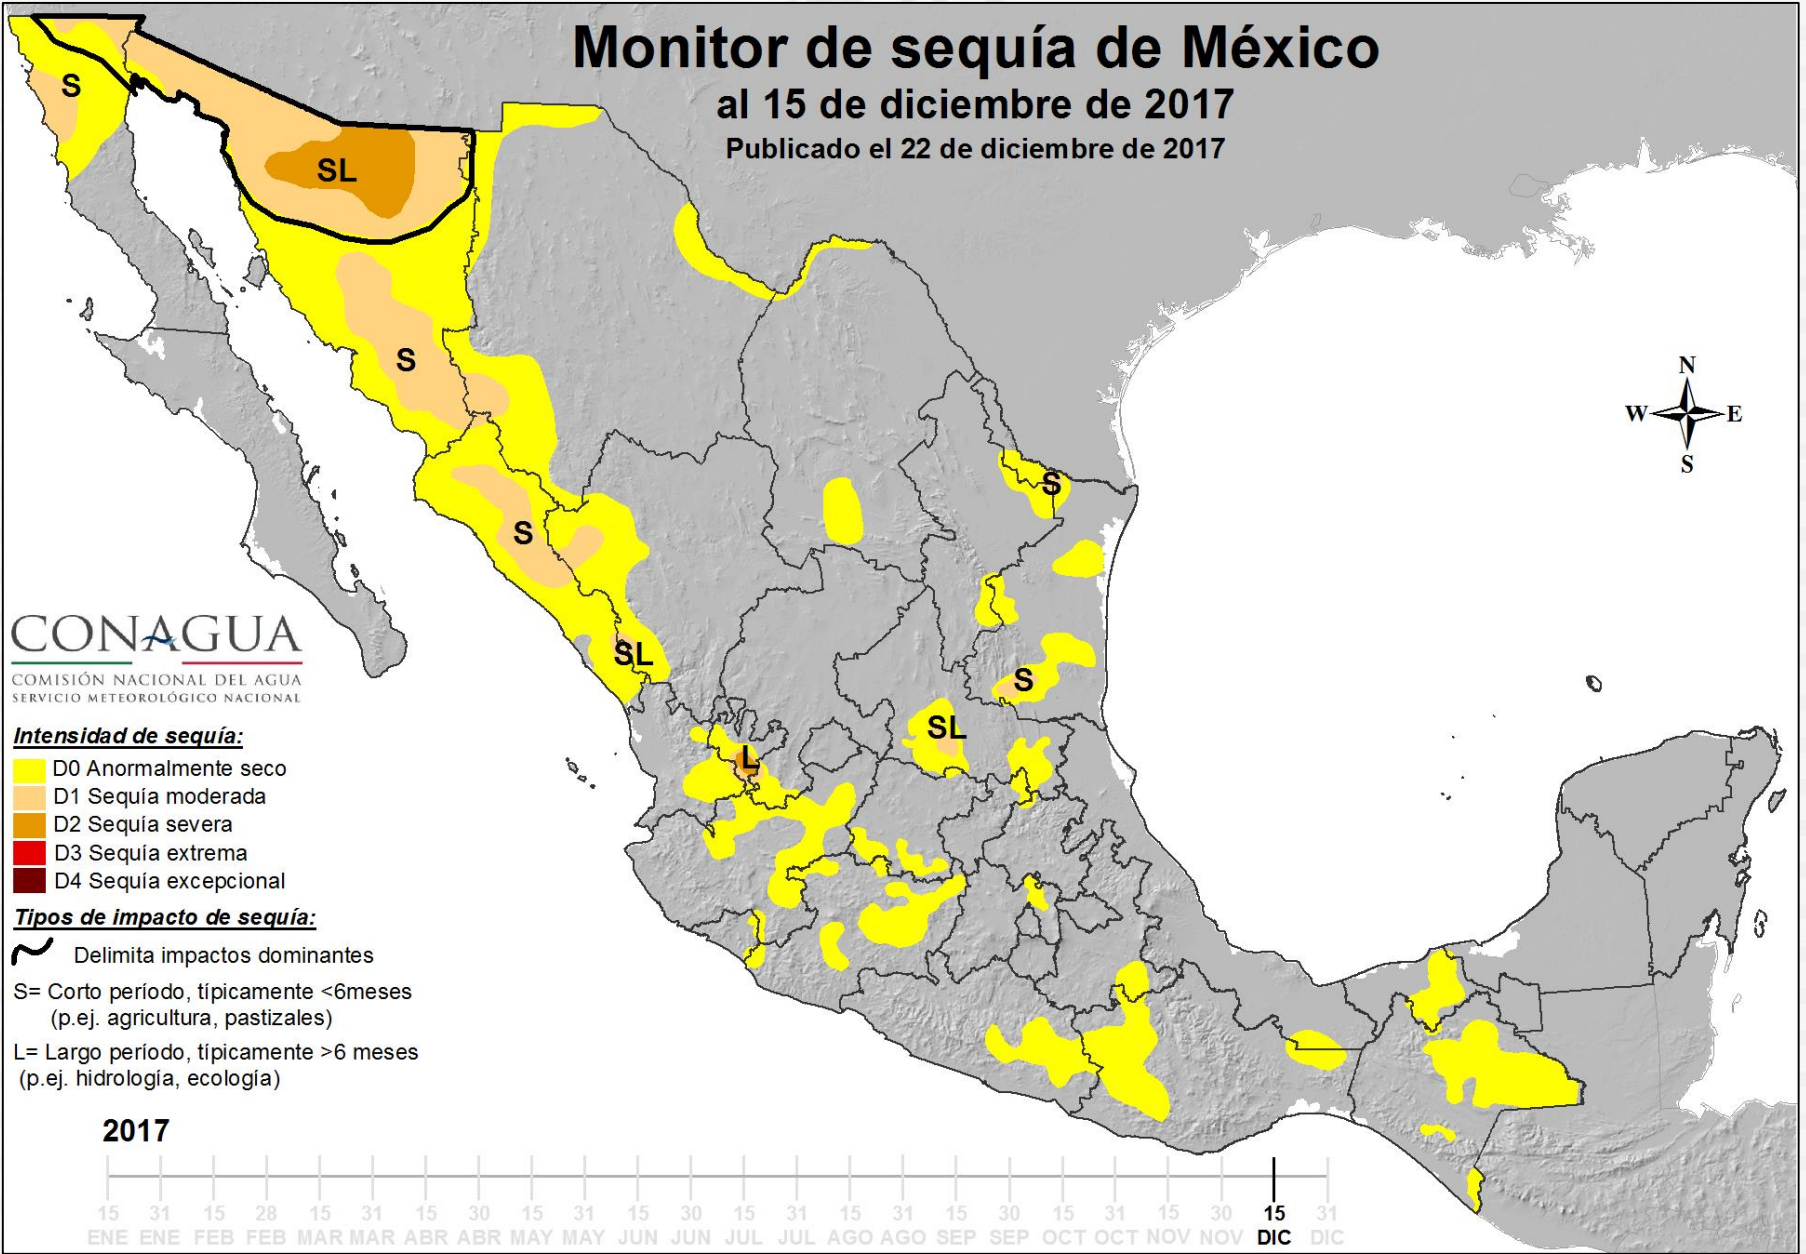 Monitor de sequía de México
al 15 de diciembre de 2017
Publicado el 22 de diciembre de 2017
S
SL
S
S
S
SL
S
SL
L
N
W E
S
CONAGUA
COMISIÓN NACIONAL DEL AGUA
SERVICIO METEOROLÓGICO NACIONAL
Intensidad de sequía:
D0 Anormalmente seco
D1 Sequía moderada
D2 Sequía severa
D3 Sequía extrema
D4 Sequía excepcional
Tipos de impacto de sequía:
Delimita impactos dominantes
S= Corto período, típicamente <6meses
(p.ej. agricultura, pastizales)
L= Largo período, típicamente >6 meses
(p.ej. hidrología, ecología)
2017
15 31 15 28 15 31 15 30 15 31 15 30 15 31 15 31 15 30 15 31 15 30 15 31
ENE ENE FEB FEB MAR MAR ABR ABR MAY MAY JUN JUN JUL JUL AGO AGO SEP SEP OCT OCT NOV NOV DIC DIC